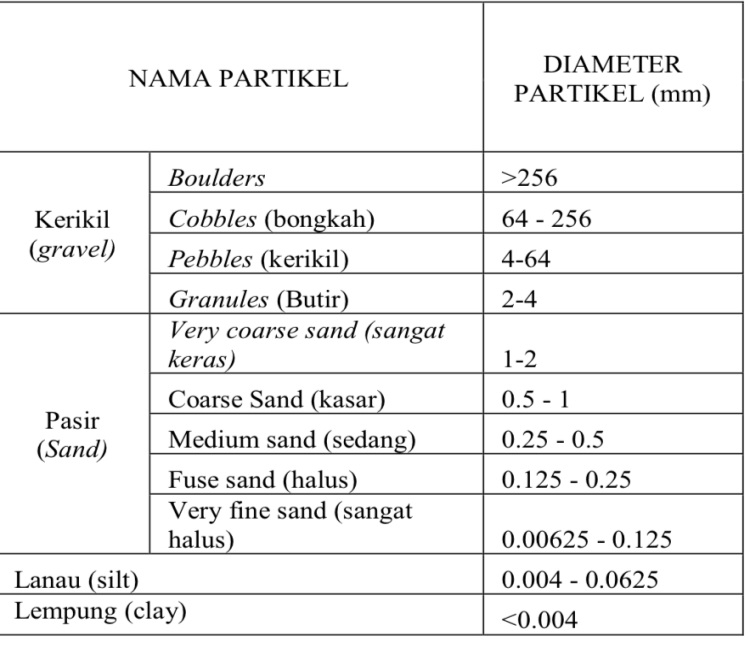 NAMA PARTIKEL
DIAMETER
PARTIKEL (mm)
Kerikil
(gravel)
Boulders
>256
Cobbles (bongkah)
64 - 256
Pebbles (kerikil)
4-64
Granules (Butir)
2-4
Pasir
(Sand)
Very coarse sand (sangat
keras)
1-2
Coarse Sand (kasar)
0.5 - 1
Medium sand (sedang)
0.25 - 0.5
Fuse sand (halus)
0.125 - 0.25
Very fine sand (sangat
halus)
0.00625 - 0.125
Lanau (silt)
0.004 - 0.0625
Lempung (clay)
<0.004